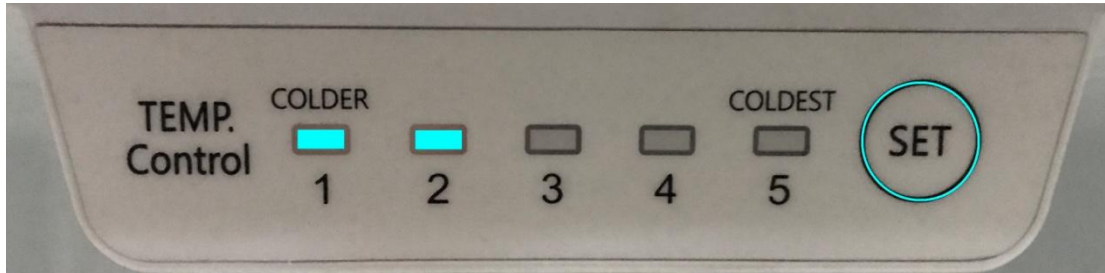 COLDER
COLDEST
TEMP.
Control
SET
1
2
3
4
5